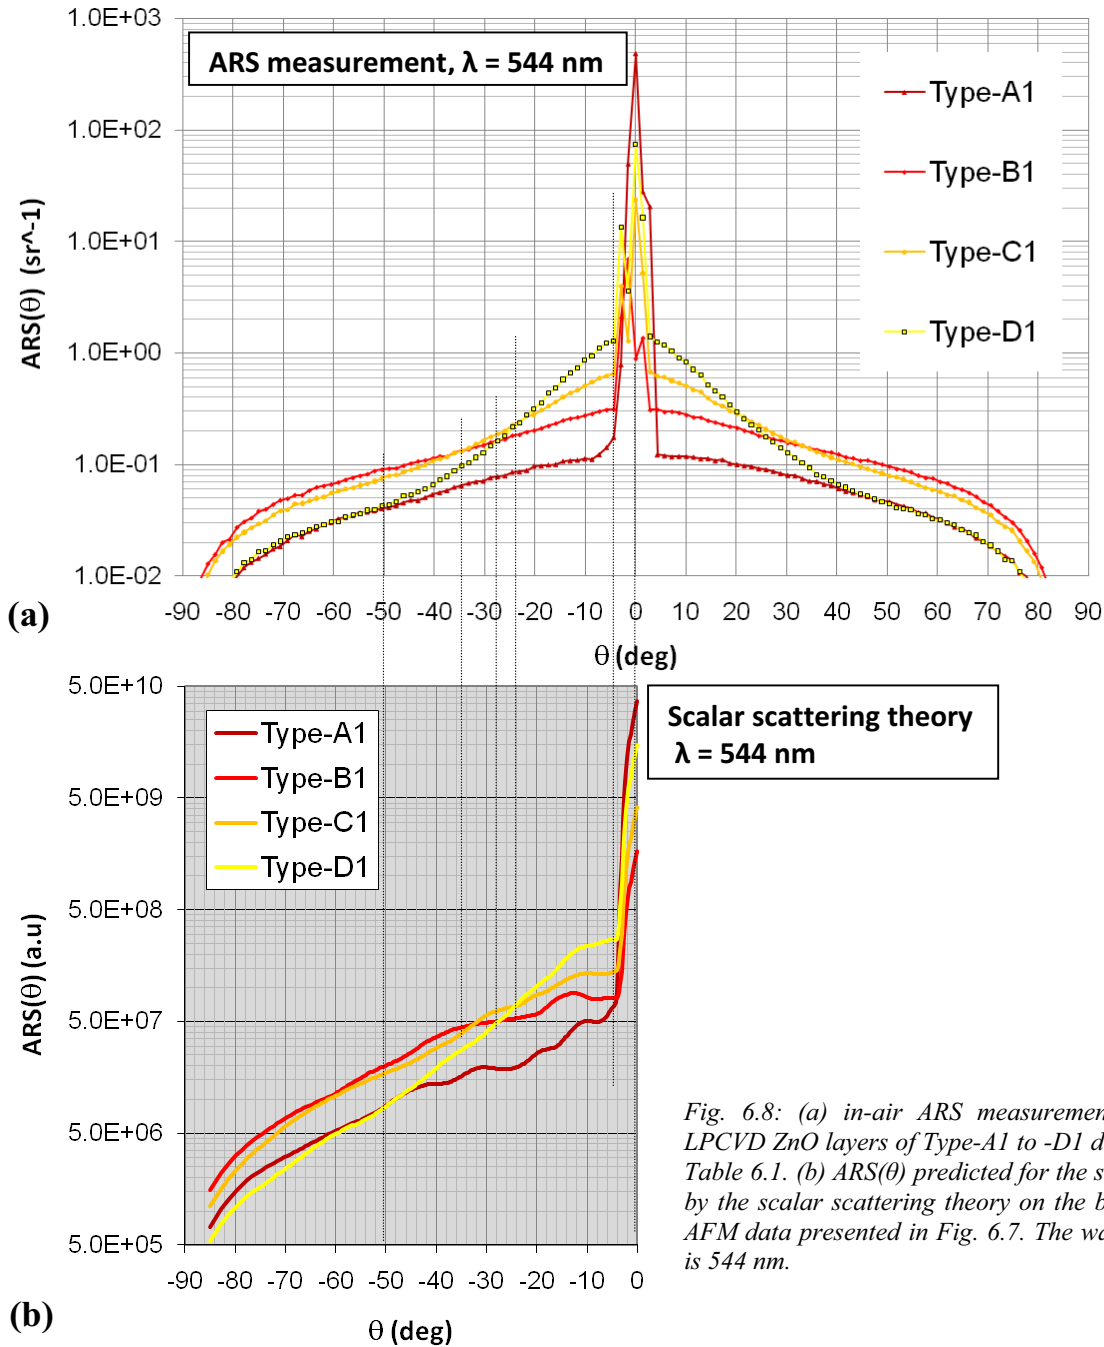 1.0E+03
1.0E+02
1.0E+01
1.0E+00
1.0E-01
1.0E-02
ARS(θ) (sr^-1)
ARS measurement, λ = 544 nm
Type-A1
Type-B1
Type-C1
Type-D1
-90 -80 -70 -60 -50 -40 -30 -20 -10 0 10 20 30 40 50 60 70 80 90
θ (deg)
(a)
5.0E+10
5.0E+09
5.0E+08
5.0E+07
5.0E+06
5.0E+05
ARS(θ) (a.u)
Type-A1
Type-B1
Type-C1
Type-D1
Scalar scattering theory
λ = 544 nm
-90 -80 -70 -60 -50 -40 -30 -20 -10 0
θ (deg)
(b)
Fig. 6.8: (a) in-air ARS measuremen
LPCVD ZnO layers of Type-A1 to -D1 d
Table 6.1. (b) ARS(θ) predicted for the s
by the scalar scattering theory on the b
AFM data presented in Fig. 6.7. The wa
is 544 nm.